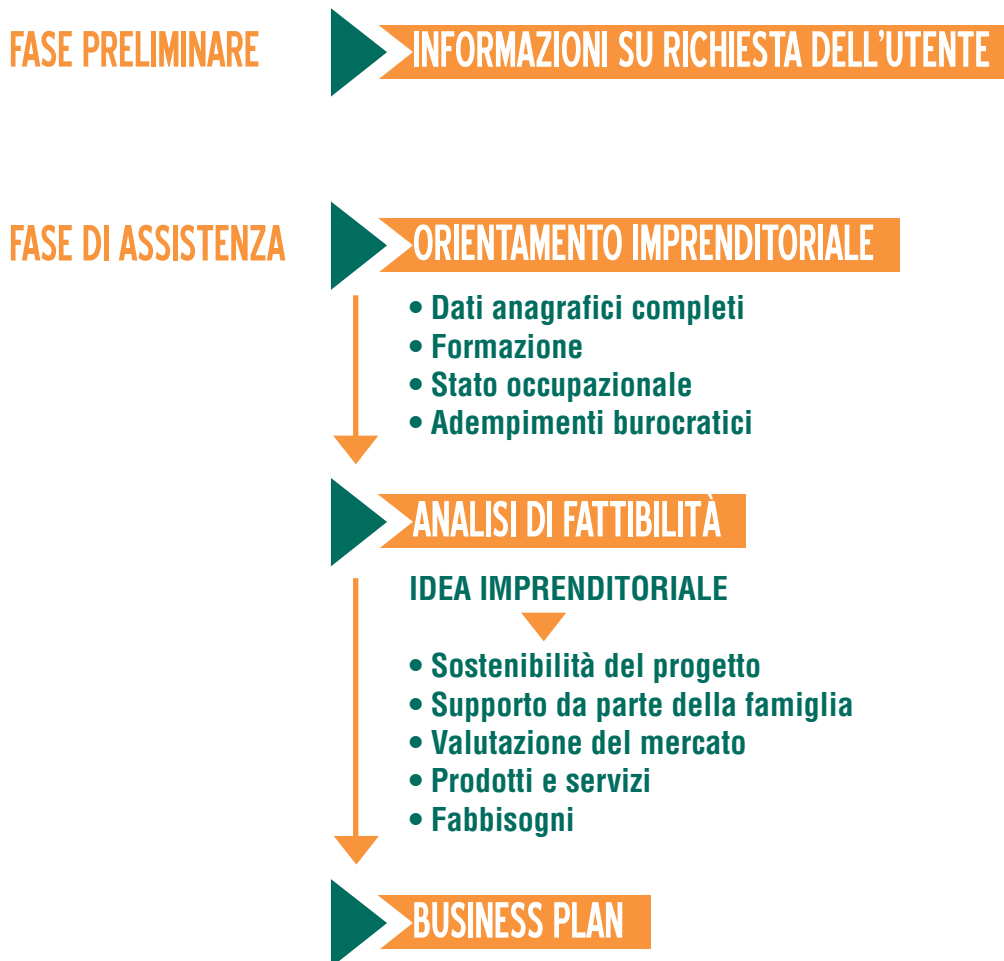 FASE PRELIMINARE
INFORMAZIONI SU RICHIESTA DELL'UTENTE
FASE DI ASSISTENZA
ORIENTAMENTO IMPRENDITORIALE
• Dati anagrafici completi
• Formazione
• Stato occupazionale
• Adempimenti burocratici
ANALISI DI FATTIBILITÀ
IDEA IMPRENDITORIALE
• Sostenibilità del progetto
• Supporto da parte della famiglia
• Valutazione del mercato
• Prodotti e servizi
• Fabbisogni
BUSINESS PLAN